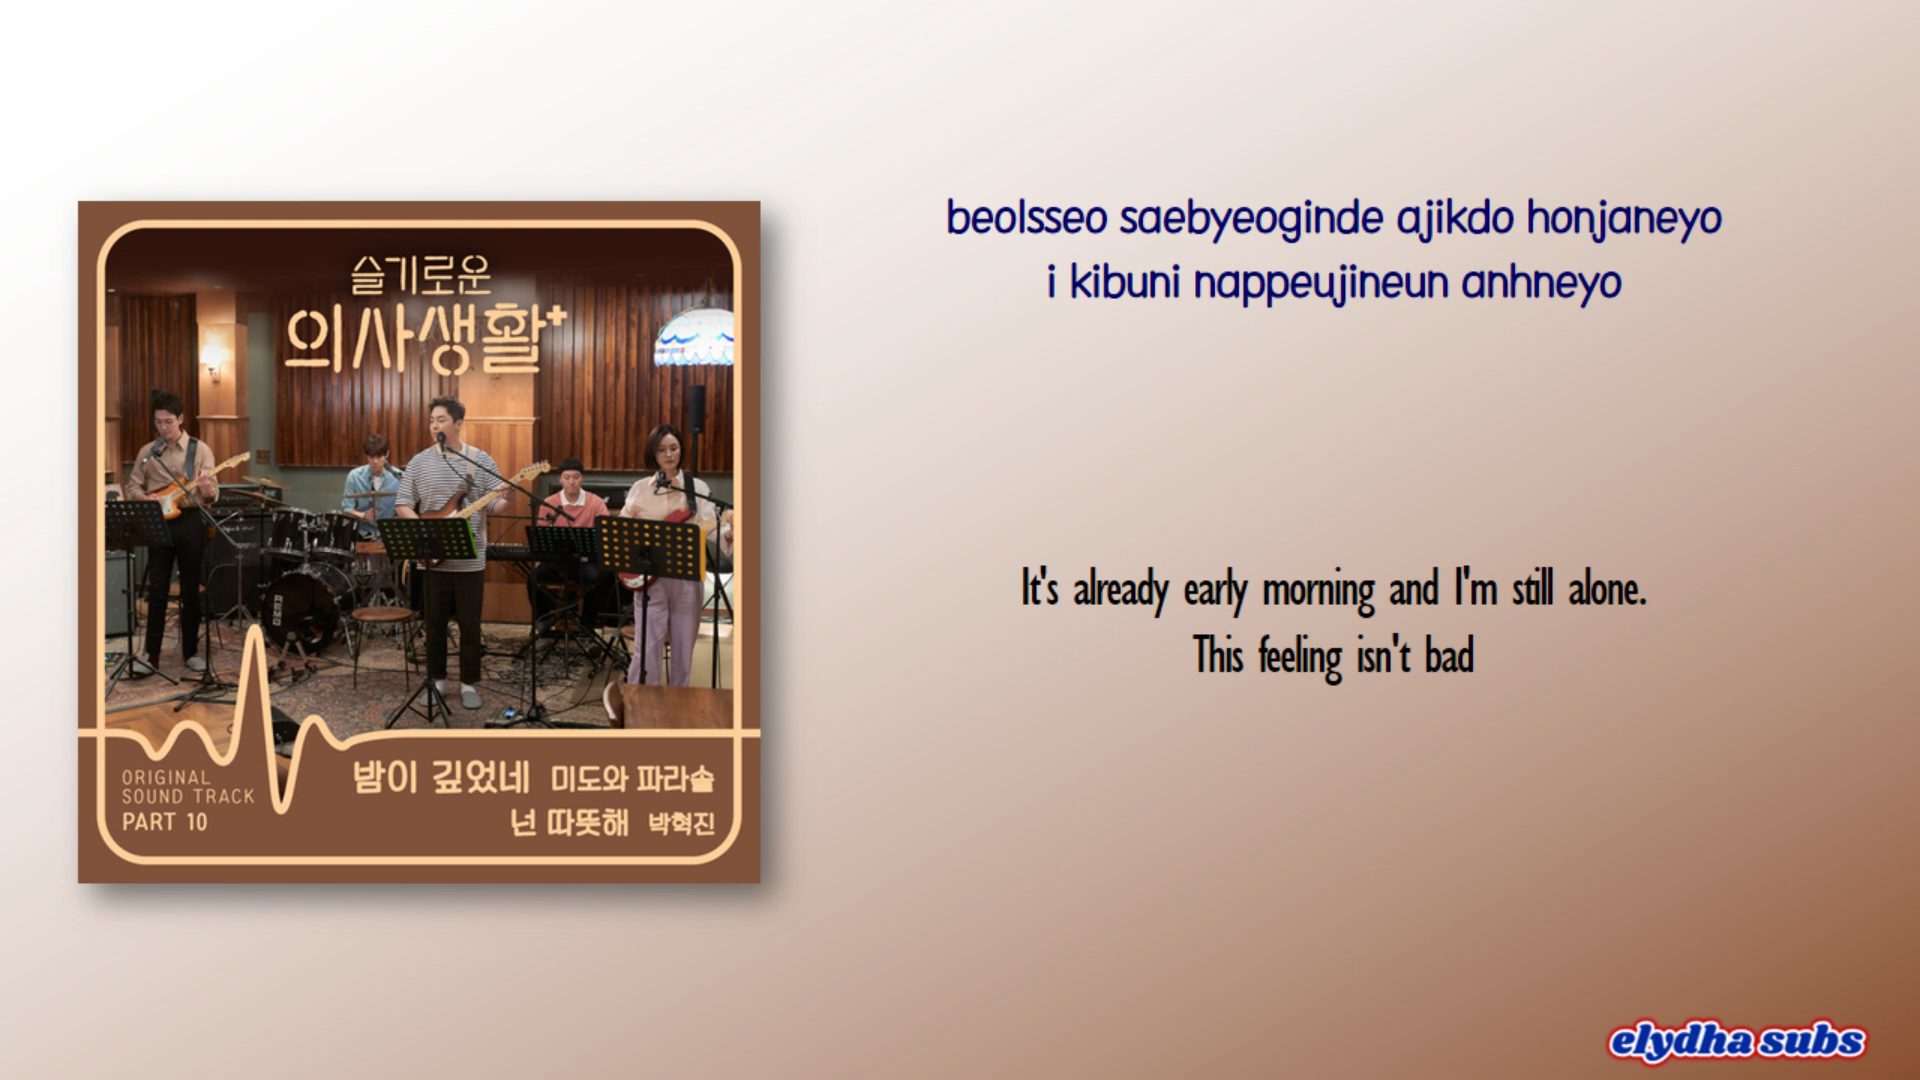 슬기로운
의사생활+
ORIGINAL
SOUND TRACK
PART 10
밤이 깊었네 미도와 파라솔
넌 따뜻해 박혁진
REMO
beolsseo saebyeoginde ajikdo honjaneyo
i kibuni nappeujineun anhneyo
It's already early morning and I'm still alone.
This feeling isn't bad
elydha subs